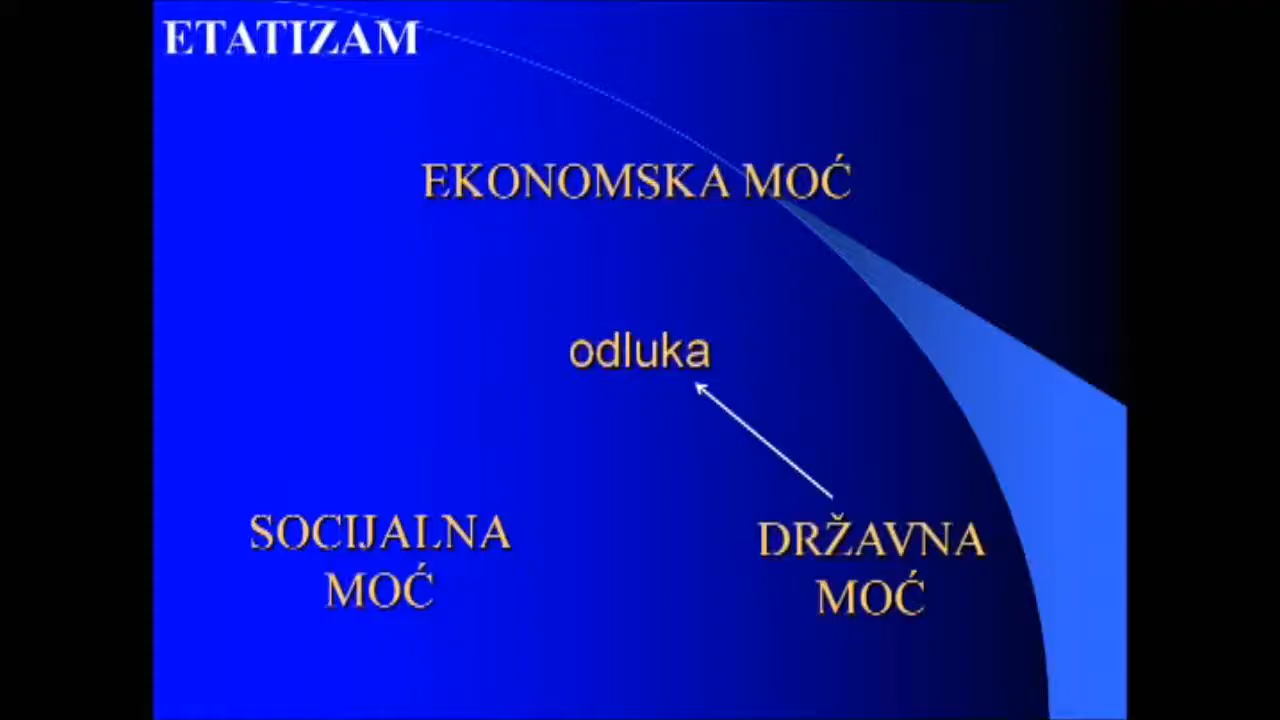 ETATIZAM
EKONOMSKA MOĆ
odluka
SOCIJALNA
MOĆ
DRŽAVNA
MOĆ